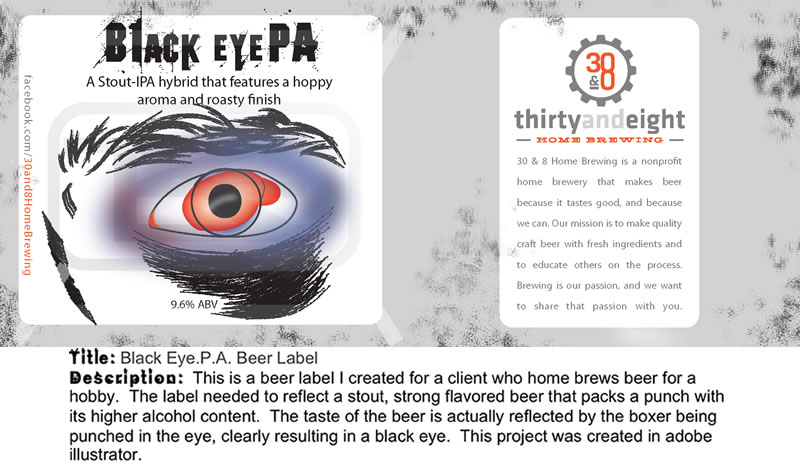 Black eyePA
A Stout-IPA hybrid that features a hoppy
aroma and roasty finish
facebook.com/30and8HomeBrewing
9.6% ABV
30
&
8
thirtyandeight
HOME BREWING
30 & 8 Home Brewing is a nonprofit
home brewery that makes beer
because it tastes good, and because
we can. Our mission is to make quality
craft beer with fresh ingredients and
to educate others on the process.
Brewing is our passion, and we want
to share that passion with you.
Title: Black Eye.P.A. Beer Label
Description: This is a beer label I created for a client who home brews beer for a
hobby. The label needed to reflect a stout, strong flavored beer that packs a punch with
its higher alcohol content. The taste of the beer is actually reflected by the boxer being
punched in the eye, clearly resulting in a black eye. This project was created in adobe
illustrator.